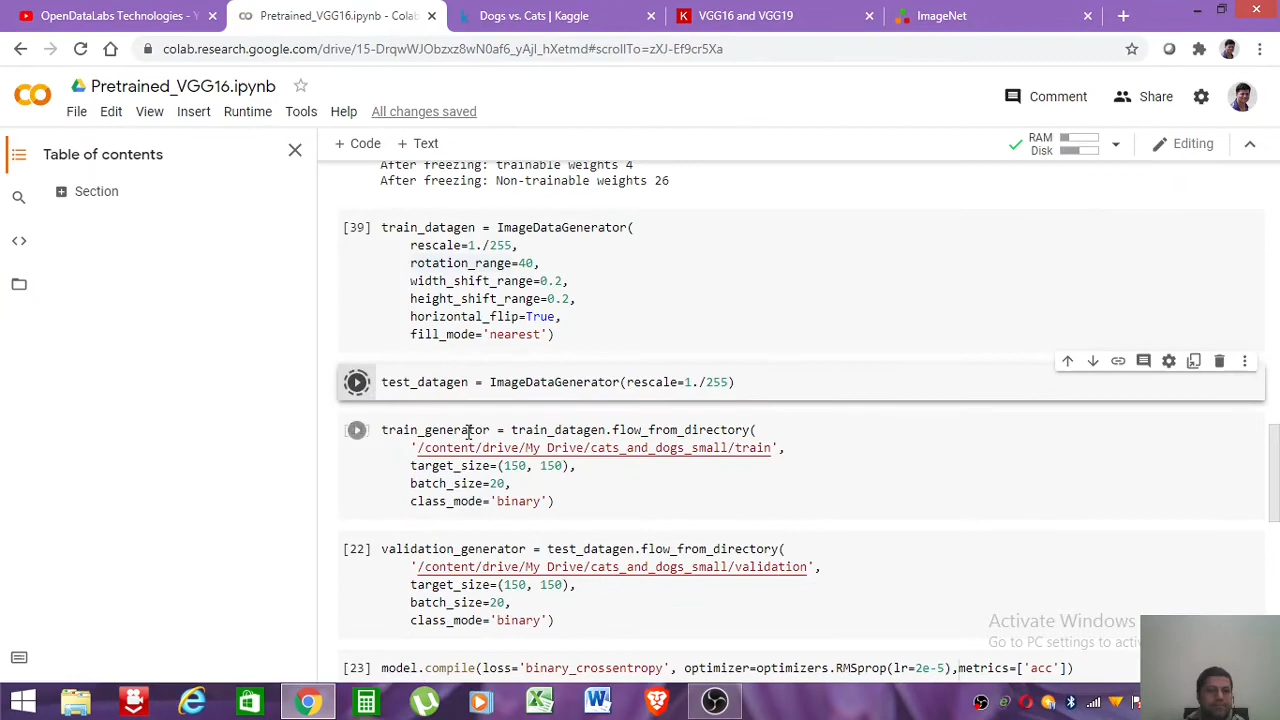 OpenDataLabs Technologies - Y
Pretrained_VGG16.ipynb - Colab
Dogs vs. Cats | Kaggle
VGG16 and VGG19
ImageNet
colab.research.google.com/drive/15-DrqwWJObzxz8wN0af6_yAjI_hXetmd#scrollTo=zXJ-Ef9cr5Xa
Pretrained_VGG16.ipynb
Comment
Share
File Edit View Insert Runtime Tools Help All changes saved
Table of contents
+ Code + Text
RAM
Disk
Editing
Section
After freezing: trainable weights 4
After freezing: Non-trainable weights 26
[39] train_datagen = ImageDataGenerator(
rescale=1./255,
rotation_range=40,
width_shift_range=0.2,
height_shift_range=0.2,
horizontal_flip=True,
fill_mode='nearest')
test_datagen = ImageDataGenerator(rescale=1./255)
train_generator = train_datagen.flow_from_directory(
'/content/drive/My Drive/cats_and_dogs_small/train',
target_size=(150, 150),
batch_size=20,
class_mode='binary')
[22] validation_generator = test_datagen.flow_from_directory(
'/content/drive/My Drive/cats_and_dogs_small/validation',
target_size=(150, 150),
batch_size=20,
class_mode='binary')
Activate Windows
Go to PC settings to activ
[23] model.compile(loss='binary_crossentropy', optimizer=optimizers.RMSprop(lr=2e-5),metrics=['acc'])